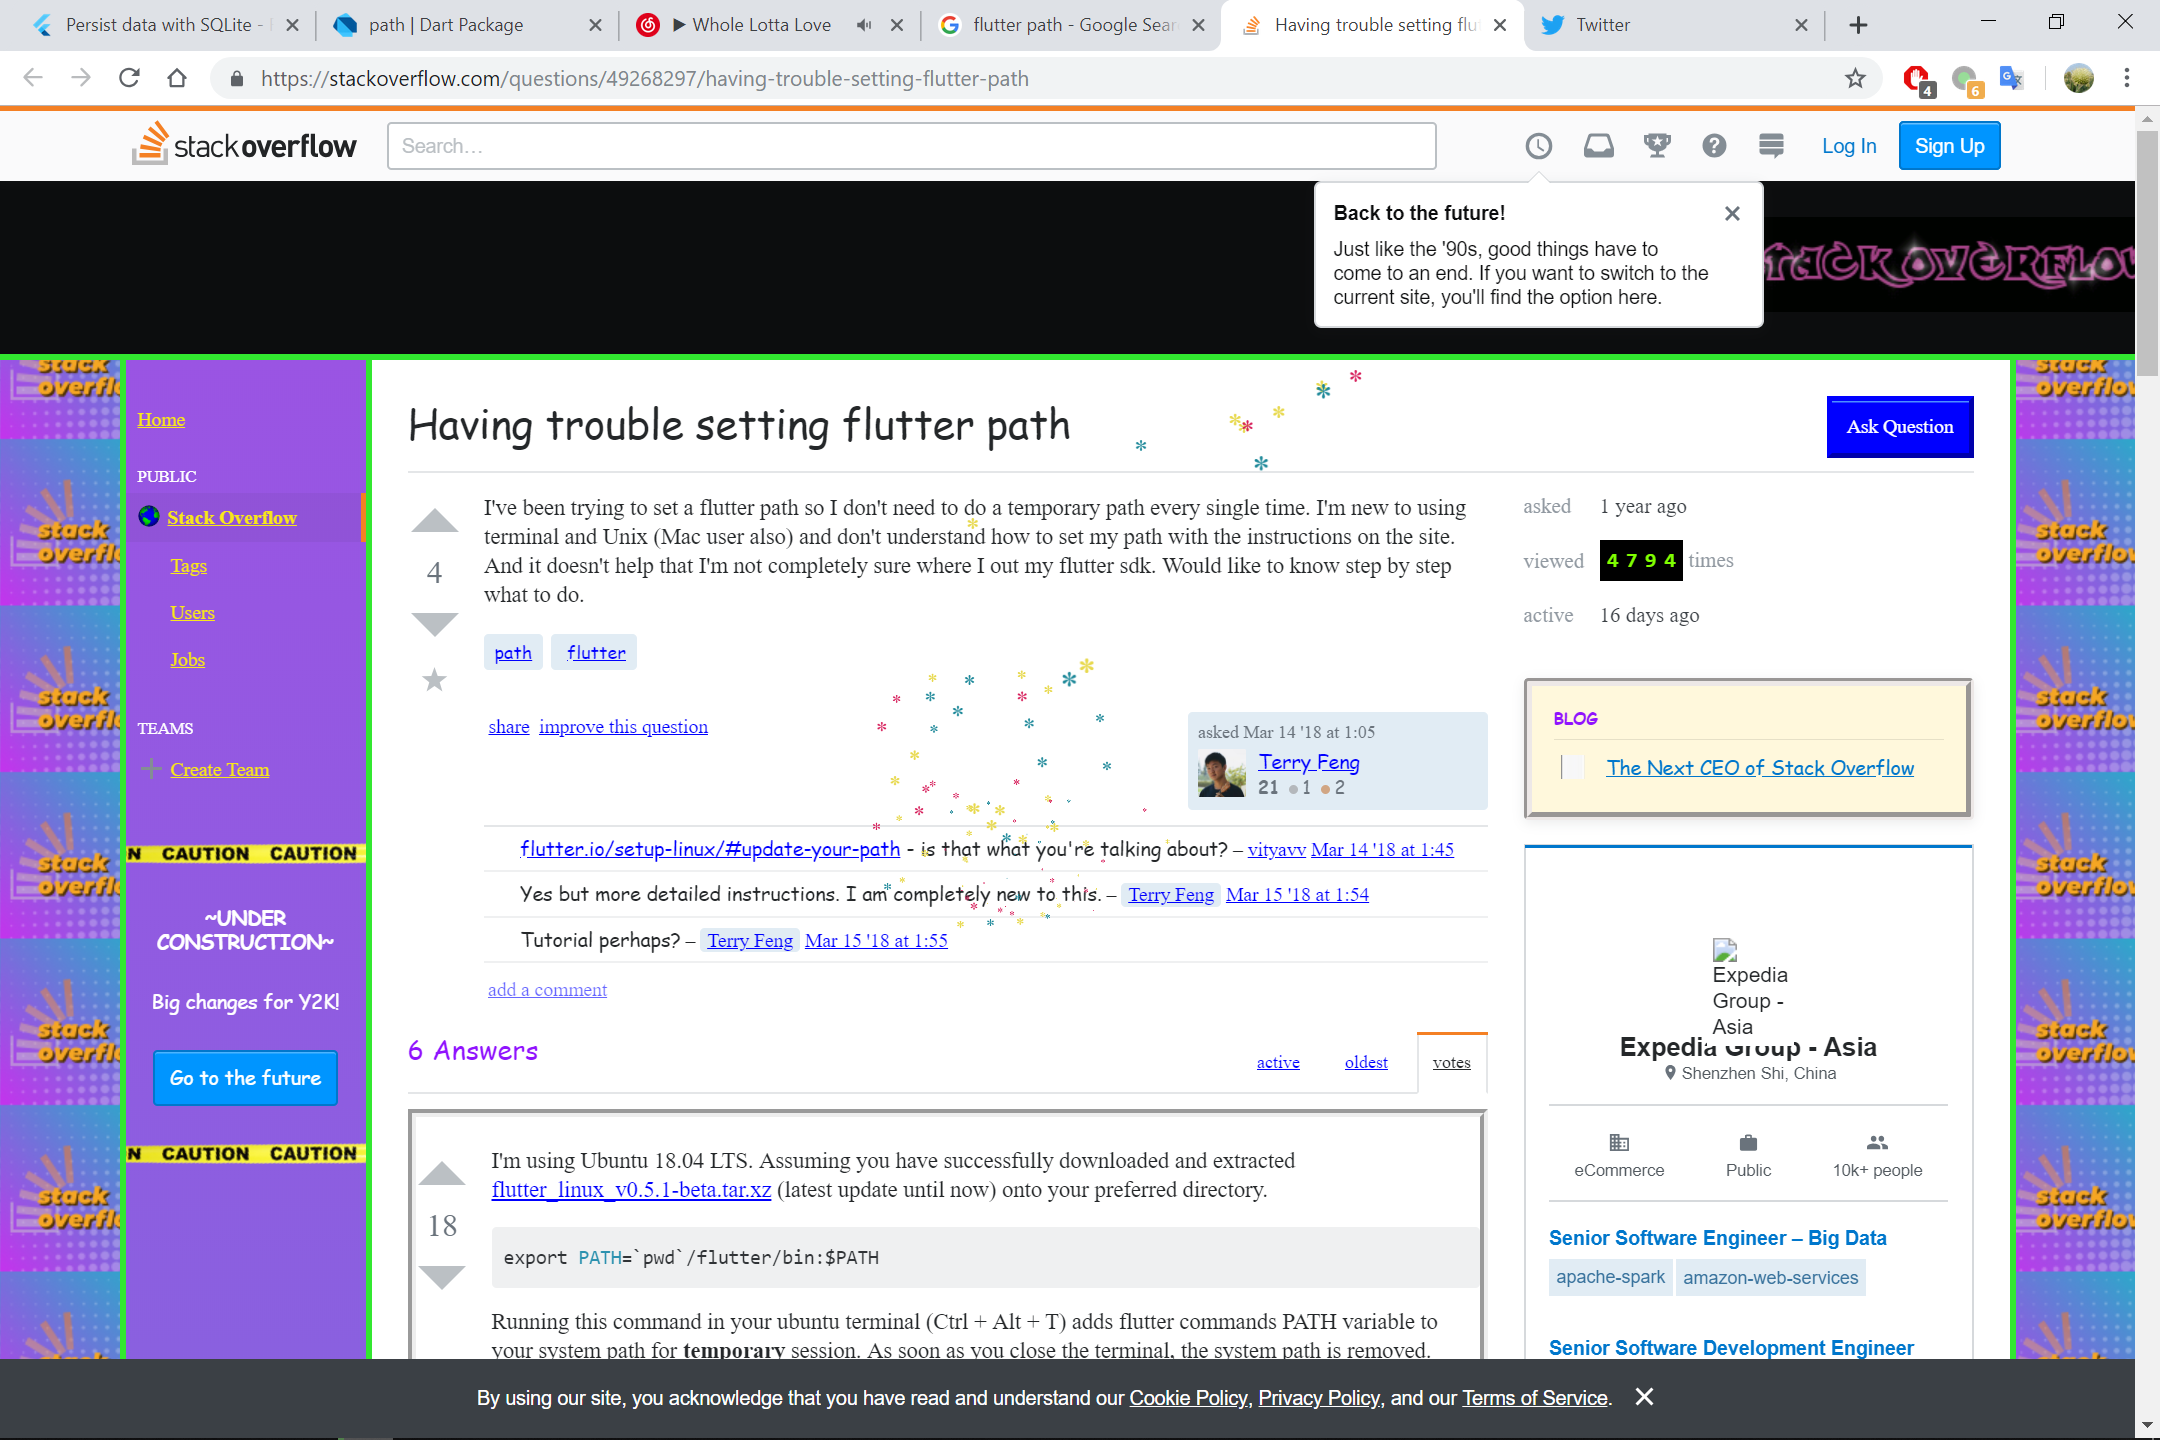 Persist data with SQLite -
path | Dart Package
▶ Whole Lotta Love
flutter path - Google Sear
Having trouble setting flu
Twitter
https://stackoverflow.com/questions/49268297/having-trouble-setting-flutter-path
4
6
stackoverflow
Search…
Log In
Sign Up
Back to the future!
Just like the '90s, good things have to
come to an end. If you want to switch to the
current site, you'll find the option here.
Home
PUBLIC
Stack Overflow
Tags
Users
Jobs
TEAMS
Create Team
CAUTION CAUTION
~UNDER
CONSTRUCTION~
Big changes for Y2K!
Go to the future
CAUTION CAUTION
Having trouble setting flutter path
Ask Question
I've been trying to set a flutter path so I don't need to do a temporary path every single time. I'm new to using
terminal and Unix (Mac user also) and don't understand how to set my path with the instructions on the site.
And it doesn't help that I'm not completely sure where I out my flutter sdk. Would like to know step by step
what to do.
4
path flutter
share improve this question
asked Mar 14 '18 at 1:05
Terry Feng
21 1 2
flutter.io/setup-linux/#update-your-path - is that what you're talking about? – vityavv Mar 14 '18 at 1:45
Yes but more detailed instructions. I am completely new to this. – Terry Feng Mar 15 '18 at 1:54
Tutorial perhaps? – Terry Feng Mar 15 '18 at 1:55
add a comment
6 Answers
active oldest votes
I'm using Ubuntu 18.04 LTS. Assuming you have successfully downloaded and extracted
flutter_linux_v0.5.1-beta.tar.xz (latest update until now) onto your preferred directory.
18
export PATH=`pwd`/flutter/bin:$PATH
Running this command in your ubuntu terminal (Ctrl + Alt + T) adds flutter commands PATH variable to
your system path for temporary session. As soon as you close the terminal, the system path is removed.
asked 1 year ago
viewed 4794 times
active 16 days ago
BLOG
The Next CEO of Stack Overflow
Expedia
Group -
Asia
Expedia Group - Asia
Shenzhen Shi, China
eCommerce
Public
10k+ people
Senior Software Engineer – Big Data
apache-spark amazon-web-services
Senior Software Development Engineer
By using our site, you acknowledge that you have read and understand our Cookie Policy, Privacy Policy, and our Terms of Service.